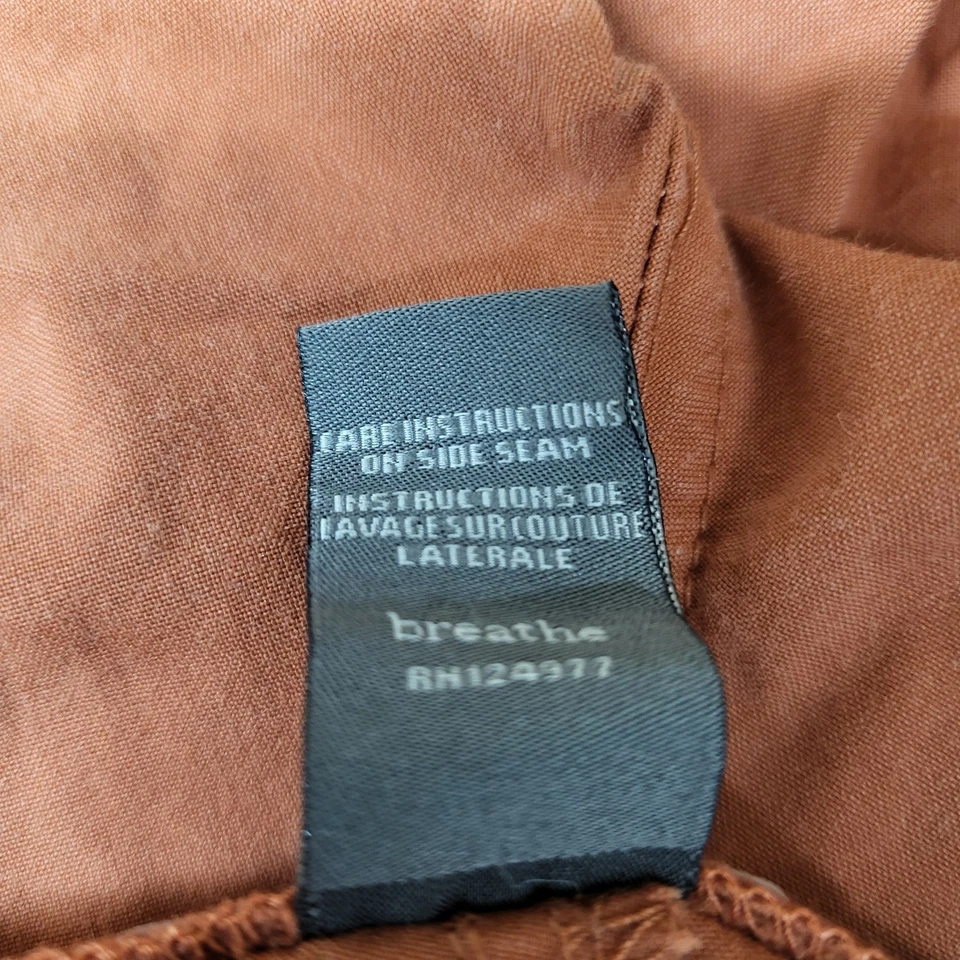 CARE INSTRUCTIONS
ON SIDE SEAM
INSTRUCTIONS DE
LAVAGE SUR COUTURE
LATERALE
breathe
RN124977